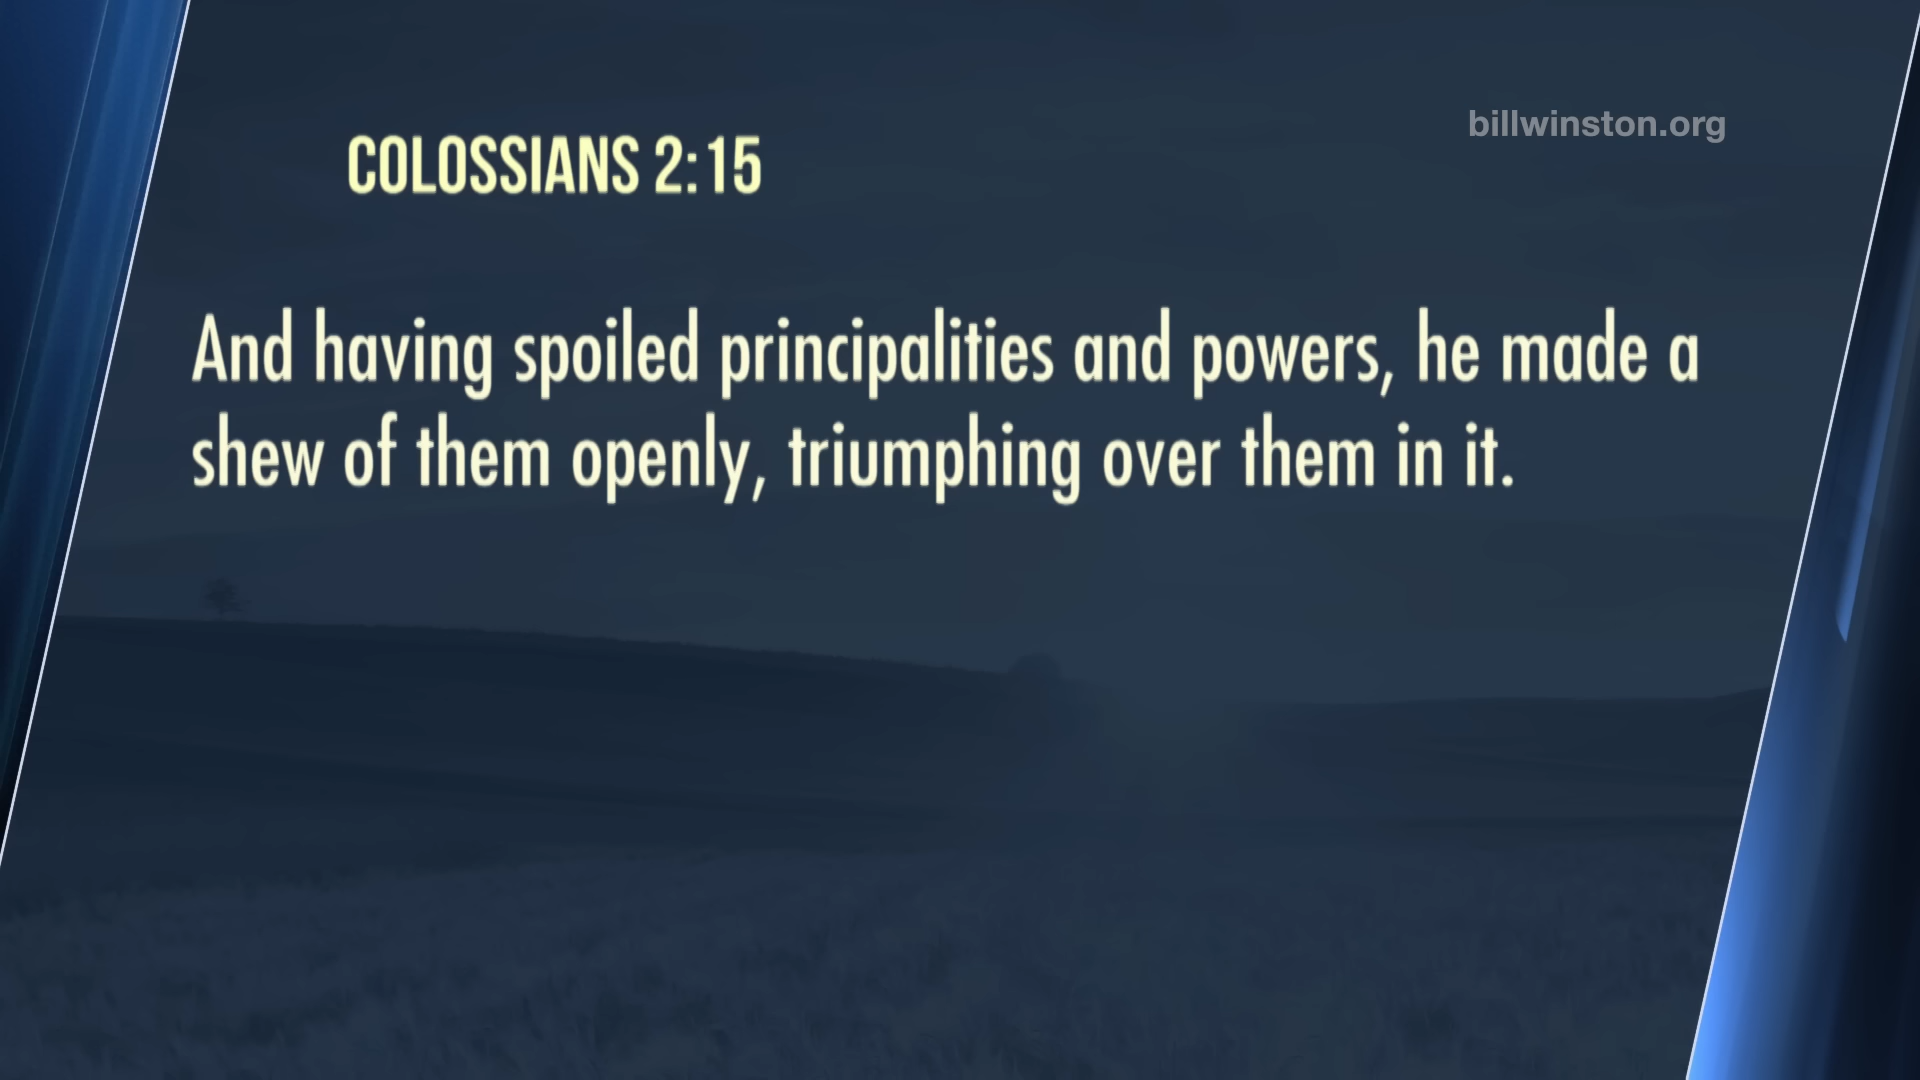 billwinston.org
COLOSSIANS 2:15
And having spoiled principalities and powers, he made a
shew of them openly, triumphing over them in it.